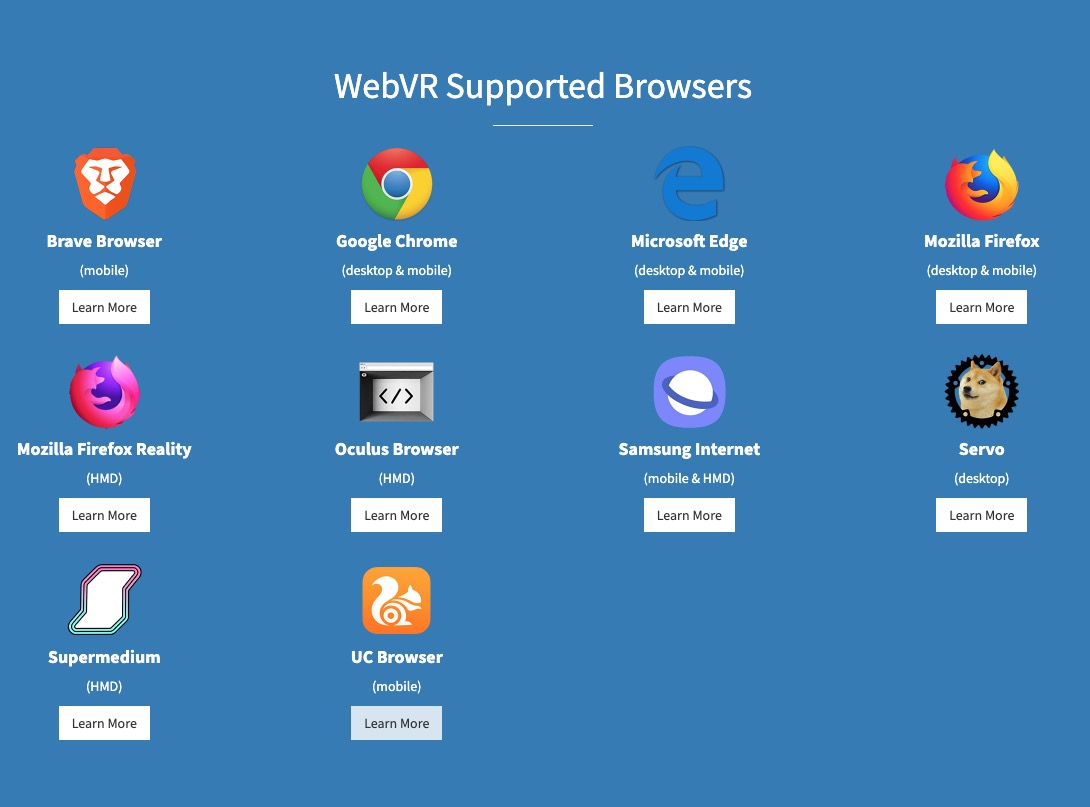 WebVR Supported Browsers
Brave Browser
(mobile)
Learn More
Google Chrome
(desktop & mobile)
Learn More
Microsoft Edge
(desktop & mobile)
Learn More
Mozilla Firefox
(desktop & mobile)
Learn More
Mozilla Firefox Reality
(HMD)
Learn More
</>
Oculus Browser
(HMD)
Learn More
Samsung Internet
(mobile & HMD)
Learn More
Servo
(desktop)
Learn More
Supermedium
(HMD)
Learn More
UC Browser
(mobile)
Learn More